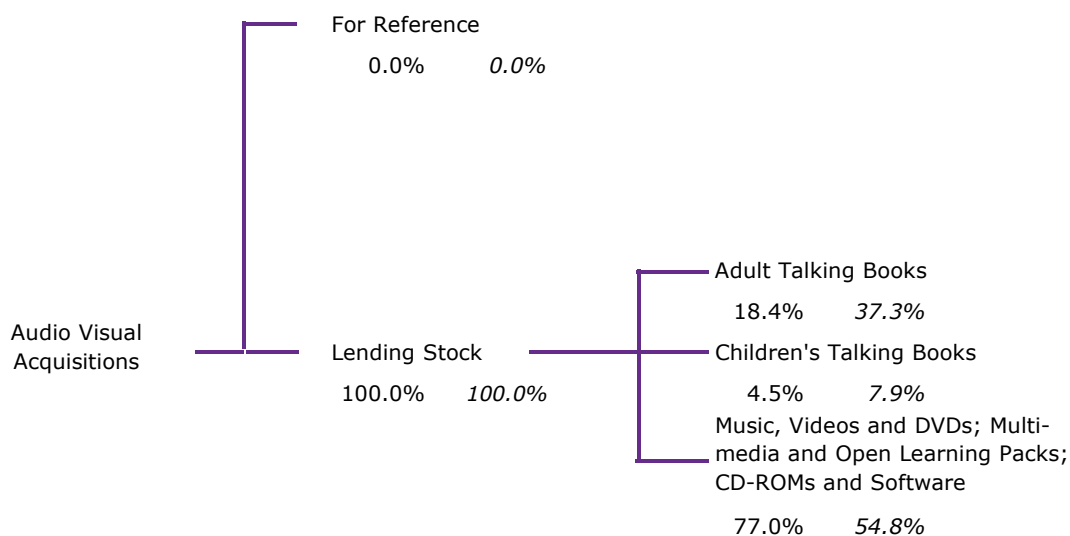 For Reference
0.0% 0.0%
Adult Talking Books
18.4% 37.3%
Audio Visual
Acquisitions
Lending Stock
100.0% 100.0%
Children's Talking Books
4.5% 7.9%
Music, Videos and DVDs; Multi-
media and Open Learning Packs;
CD-ROMs and Software
77.0% 54.8%